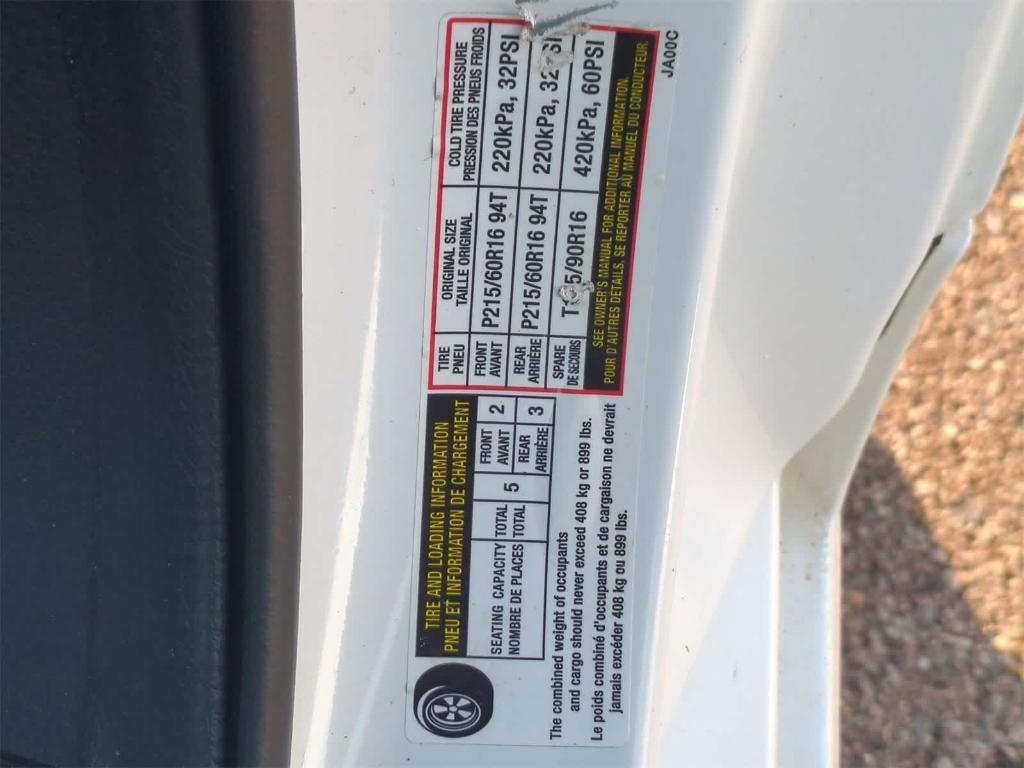 TIRE AND LOADING INFORMATION
PNEU ET INFORMATION DE CHARGEMENT
SEATING CAPACITY TOTAL 5 FRONT 2
NOMBRE DE PLACES TOTAL AVANT
REAR 3
ARRIÈRE
The combined weight of occupants
and cargo should never exceed 408 kg or 899 lbs.
Le poids combiné d'occupants et de cargaison ne devrait
jamais excéder 408 kg ou 899 lbs.
TIRE ORIGINAL SIZE COLD TIRE PRESSURE
PNEU TAILLE ORIGINAL PRESSION DES PNEUS FROIDS
FRONT P215/60R16 94T 220kPa, 32PSI
AVANT
REAR P215/60R16 94T 220kPa, 32PSI
ARRIÈRE
SPARE 420kPa, 60PSI
DE SECOURS
SEE OWNER'S MANUAL FOR ADDITIONAL INFORMATION.
POUR D'AUTRES DÉTAILS, SE REPORTER AU MANUEL DU CONDUCTEUR.
JA00C